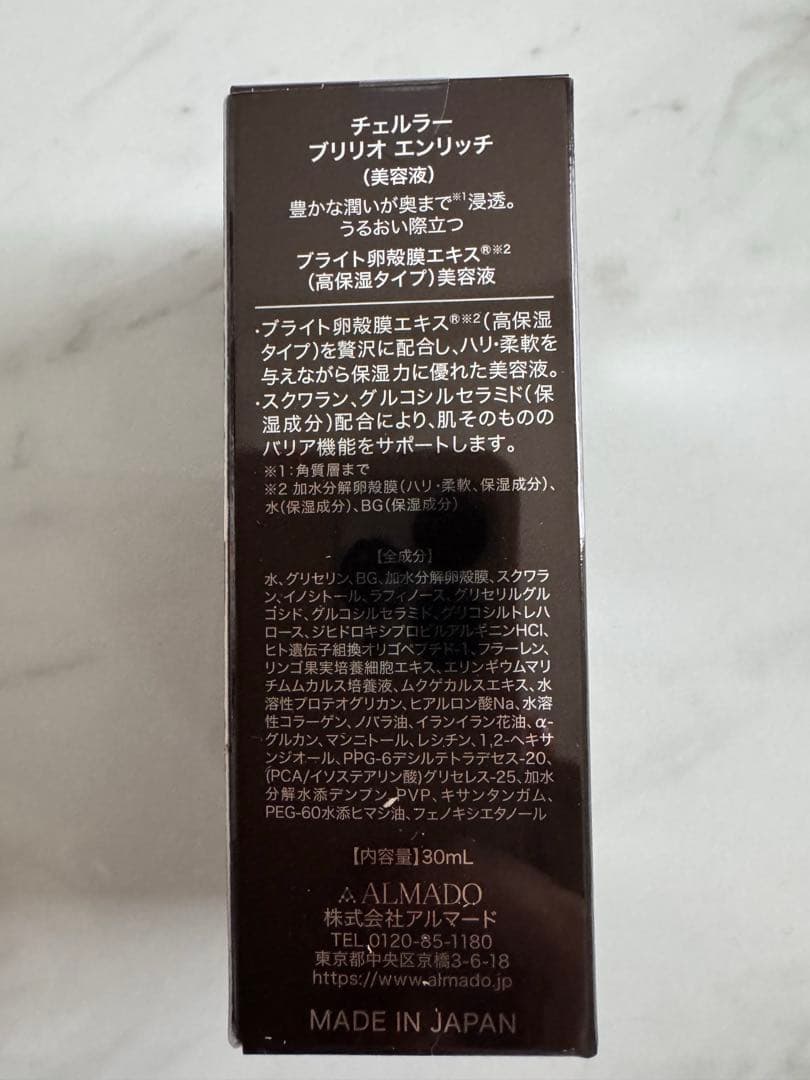 チェルラー
ブリリオ エンリッチ
(美容液)
豊かな潤いが奥まで※1浸透。
うるおい際立つ
ブライト卵殻膜エキス®※2
(高保湿タイプ)美容液
・ブライト卵殻膜エキス®※2(高保湿
タイプ)を贅沢に配合し、ハリ・柔軟を
与えながら保湿力に優れた美容液。
・スクワラン、グルコシルセラミド(保
湿成分)配合により、肌そのものの
バリア機能をサポートします。
※1:角質層まで
※2 加水分解卵殻膜(ハリ・柔軟、保湿成分)、
水(保湿成分)、BG(保湿成分)
【全成分】
水、グリセリン、BG、加水分解卵殻膜、スクワラ
ン、イノシトール、ラフィノース、グリセリルグル
コシド、グルコシルセラミド、グリコシルトレハ
ロース、ジヒドロキシプロピルアルギニンHCl、
ヒト遺伝子組換オリゴペプチド-1、フラーレン、
リンゴ果実培養細胞エキス、エリンギウムマリ
チムムカルス培養液、ムクゲカルスエキス、水
溶性プロテオグリカン、ヒアルロン酸Na、水溶
性コラーゲン、ノバラ油、イランイラン花油、α-
グルカン、マンニトール、レシチン、1,2-ヘキサ
ンジオール、PPG-6デシルテトラデセス-20、
(PCA/イソステアリン酸)グリセレス-25、加水
分解水添デンプン、PVP、キサンタンガム、
PEG-60水添ヒマシ油、フェノキシエタノール
【内容量】30mL
ALMADO
株式会社アルマード
TEL 0120-85-1180
東京都中央区京橋3-6-18
https://www.almado.jp
MADE IN JAPAN